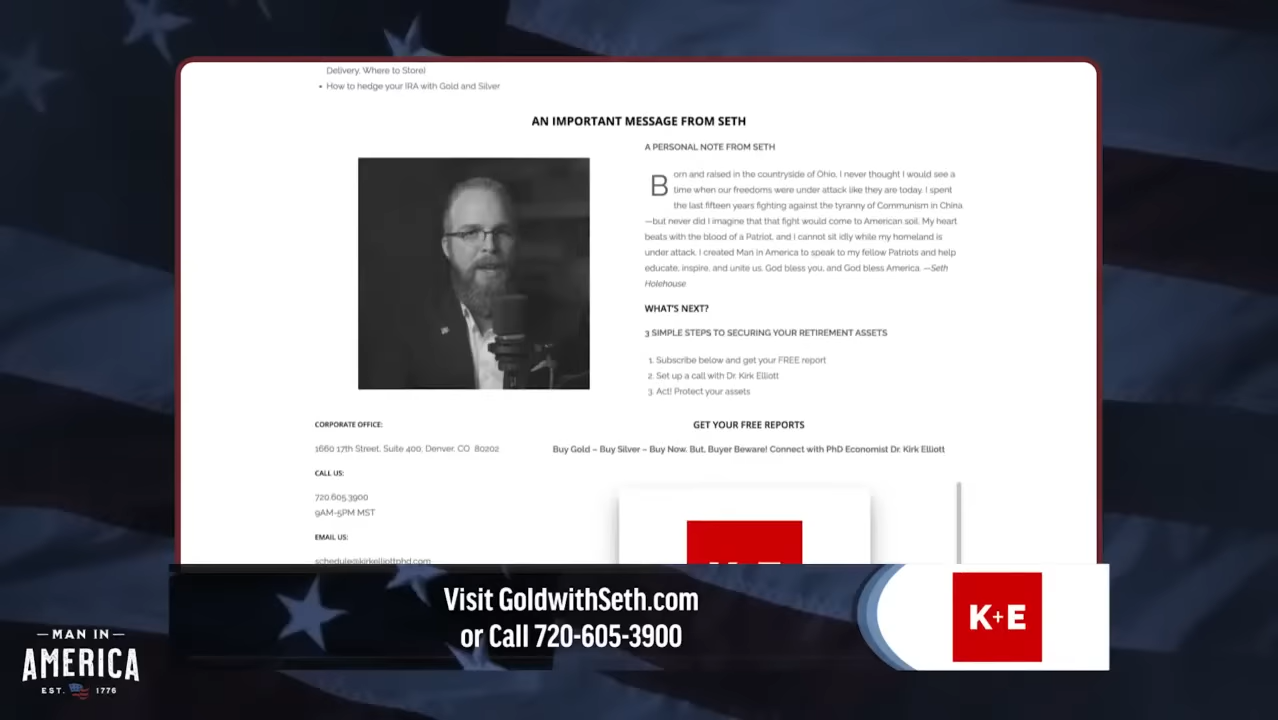 Delivery, Where to Store!
• How to hedge your IRA with Gold and Silver
AN IMPORTANT MESSAGE FROM SETH
A PERSONAL NOTE FROM SETH
Born and raised in the countryside of Ohio, I never thought I would see a
time when our freedoms were under attack like they are today. I spent
the last fifteen years fighting against the tyranny of Communism in China
—but never did I imagine that that fight would come to American soil. My heart
beats with the blood of a Patriot, and I cannot sit idly while my homeland is
under attack. I created Man in America to speak to my fellow Patriots and help
educate, inspire, and unite us. God bless you, and God bless America. —Seth
Holehouse
WHAT'S NEXT?
3 SIMPLE STEPS TO SECURING YOUR RETIREMENT ASSETS
1. Subscribe below and get your FREE report
2. Set up a call with Dr. Kirk Elliott
3. Act! Protect your assets
CORPORATE OFFICE:
1660 17th Street, Suite 400, Denver, CO 80202
CALL US:
720.605.3900
9AM-5PM MST
EMAIL US:
schedule@kirkelliottphd.com
GET YOUR FREE REPORTS
Buy Gold – Buy Silver – Buy Now. But, Buyer Beware! Connect with PhD Economist Dr. Kirk Elliott
Visit GoldwithSeth.com
or Call 720-605-3900
K+E
MAN IN
AMERICA
EST. 1776